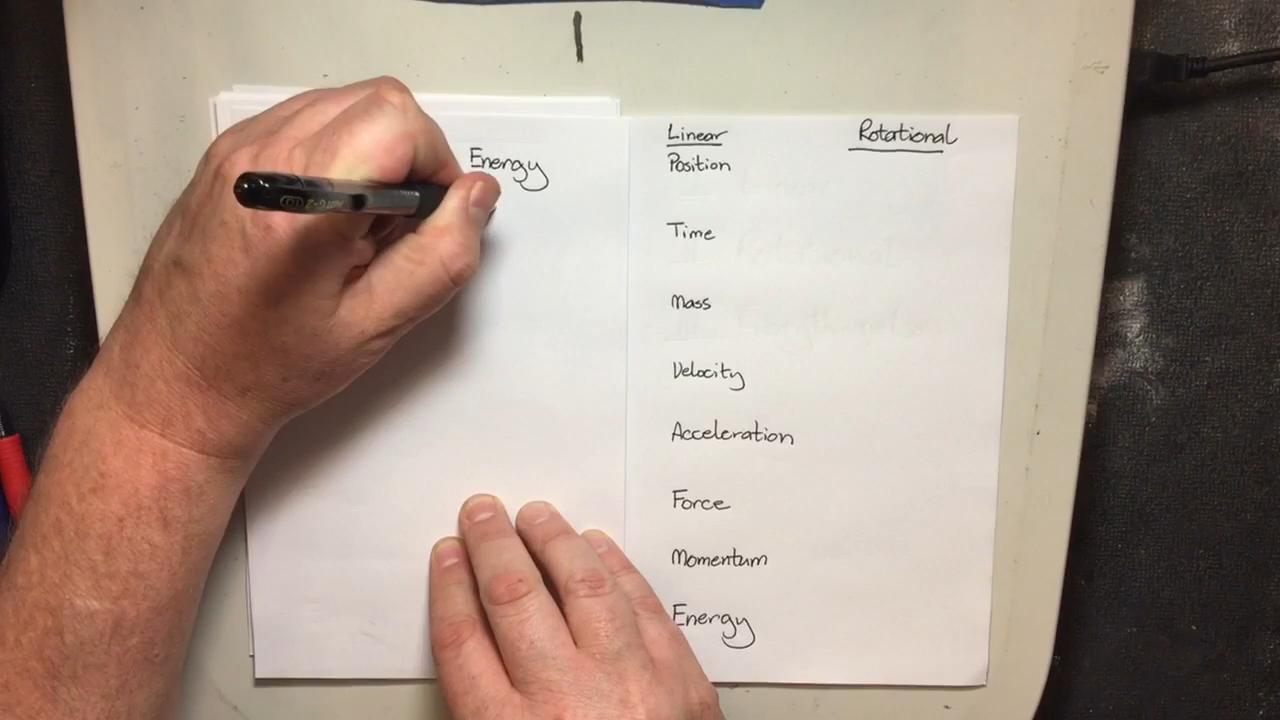 Energy
Linear Rotational
Position
Time
Mass
Velocity
Acceleration
Force
Momentum
Energy